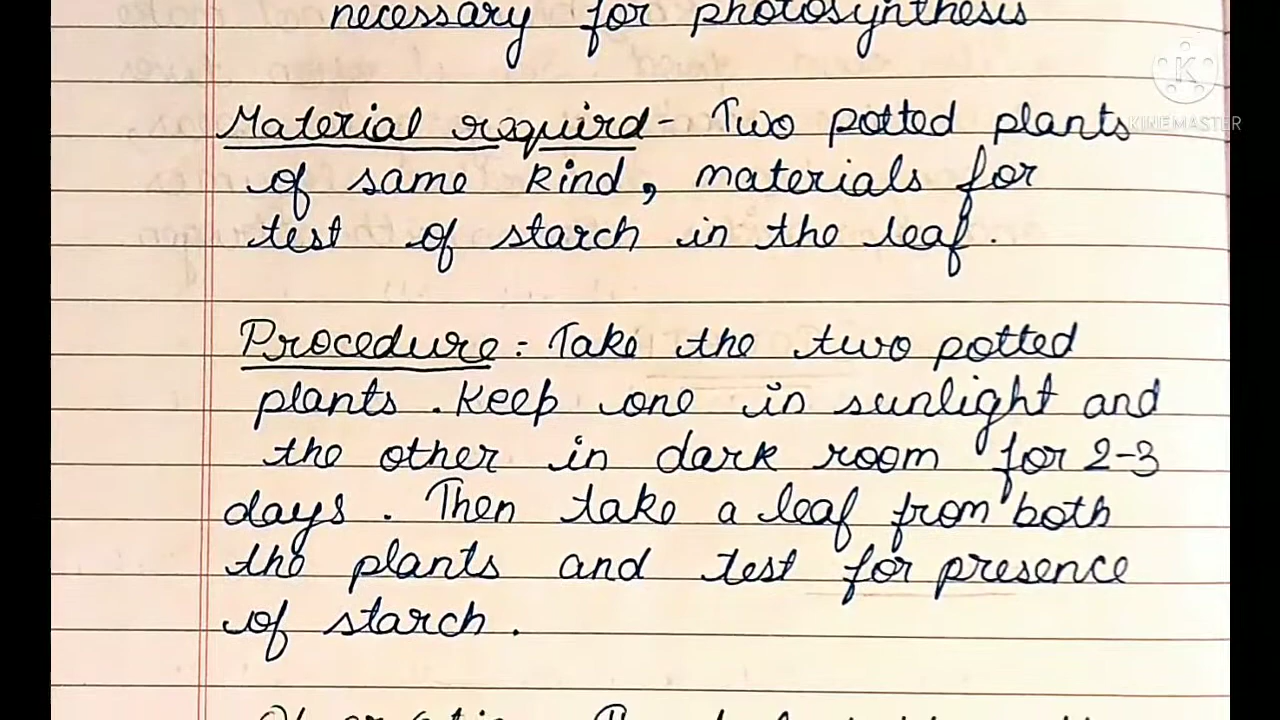 necessary for photosynthesis
K
KINEMASTER
Material requird - Two potted plants
of same kind, materials for
test of starch in the leaf.
Procedure : Take the two potted
plants . Keep one in sunlight and
the other in dark room for 2-3
days . Then take a leaf from both
the plants and test for presence
of starch .